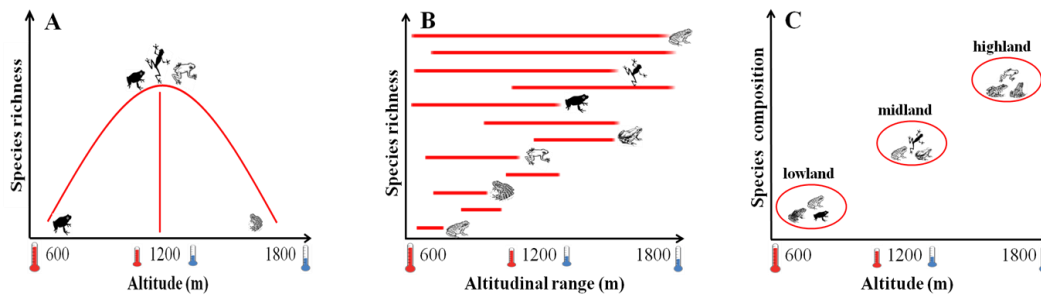 A
Species richness
600
1200
1800
Altitude (m)
B
Species richness
600
1200
1800
Altitudinal range (m)
C
Species composition
highland
midland
lowland
600
1200
1800
Altitude (m)